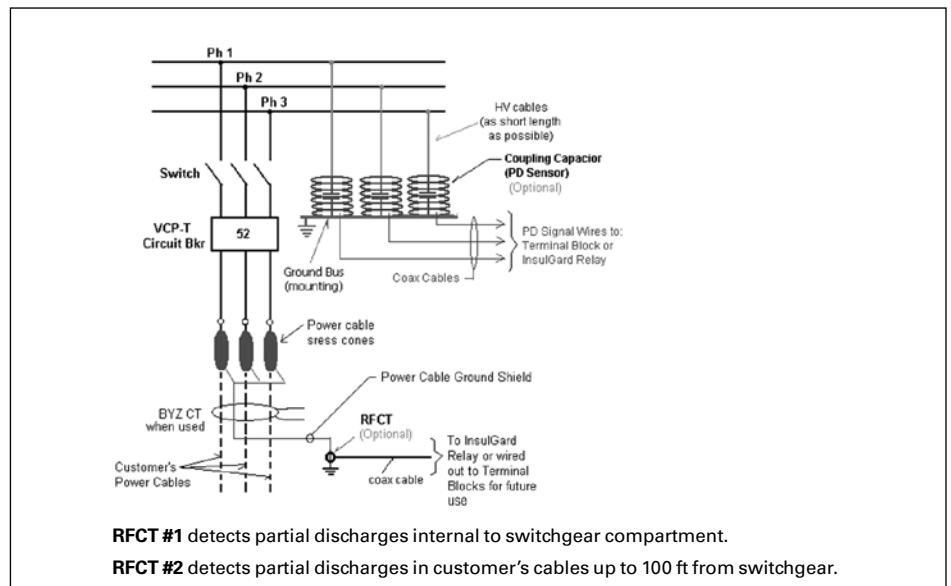 Ph 1
Ph 2
Ph 3
HV cables
(as short length
as possible)
Coupling Capacior
(PD Sensor)
(Optional)
Switch
VCP-T
Circuit Bkr
52
PD Signal Wires to:
Terminal Block or
InsulGard Relay
Ground Bus
(mounting)
Coax Cables
Power cable
sress cones
Power Cable Ground Shield
BYZ CT
when used
RFCT
(Optional)
To InsulGard
Relay or wired
out to Terminal
Blocks for future
use
Customer's
Power Cables
coax cable
RFCT #1 detects partial discharges internal to switchgear compartment.
RFCT #2 detects partial discharges in customer's cables up to 100 ft from switchgear.